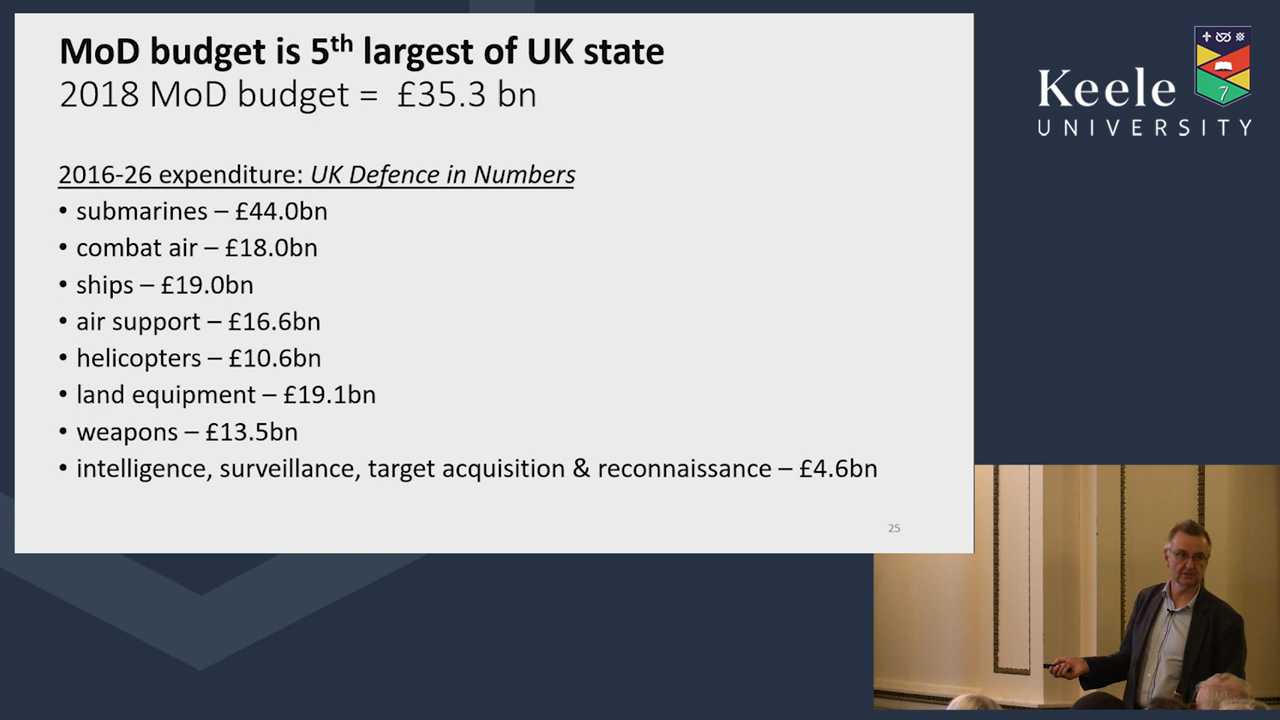 MoD budget is 5th largest of UK state
2018 MoD budget = £35.3 bn
2016-26 expenditure: UK Defence in Numbers
• submarines – £44.0bn
• combat air – £18.0bn
• ships – £19.0bn
• air support – £16.6bn
• helicopters – £10.6bn
• land equipment – £19.1bn
• weapons – £13.5bn
• intelligence, surveillance, target acquisition & reconnaissance – £4.6bn
25
Keele
UNIVERSITY